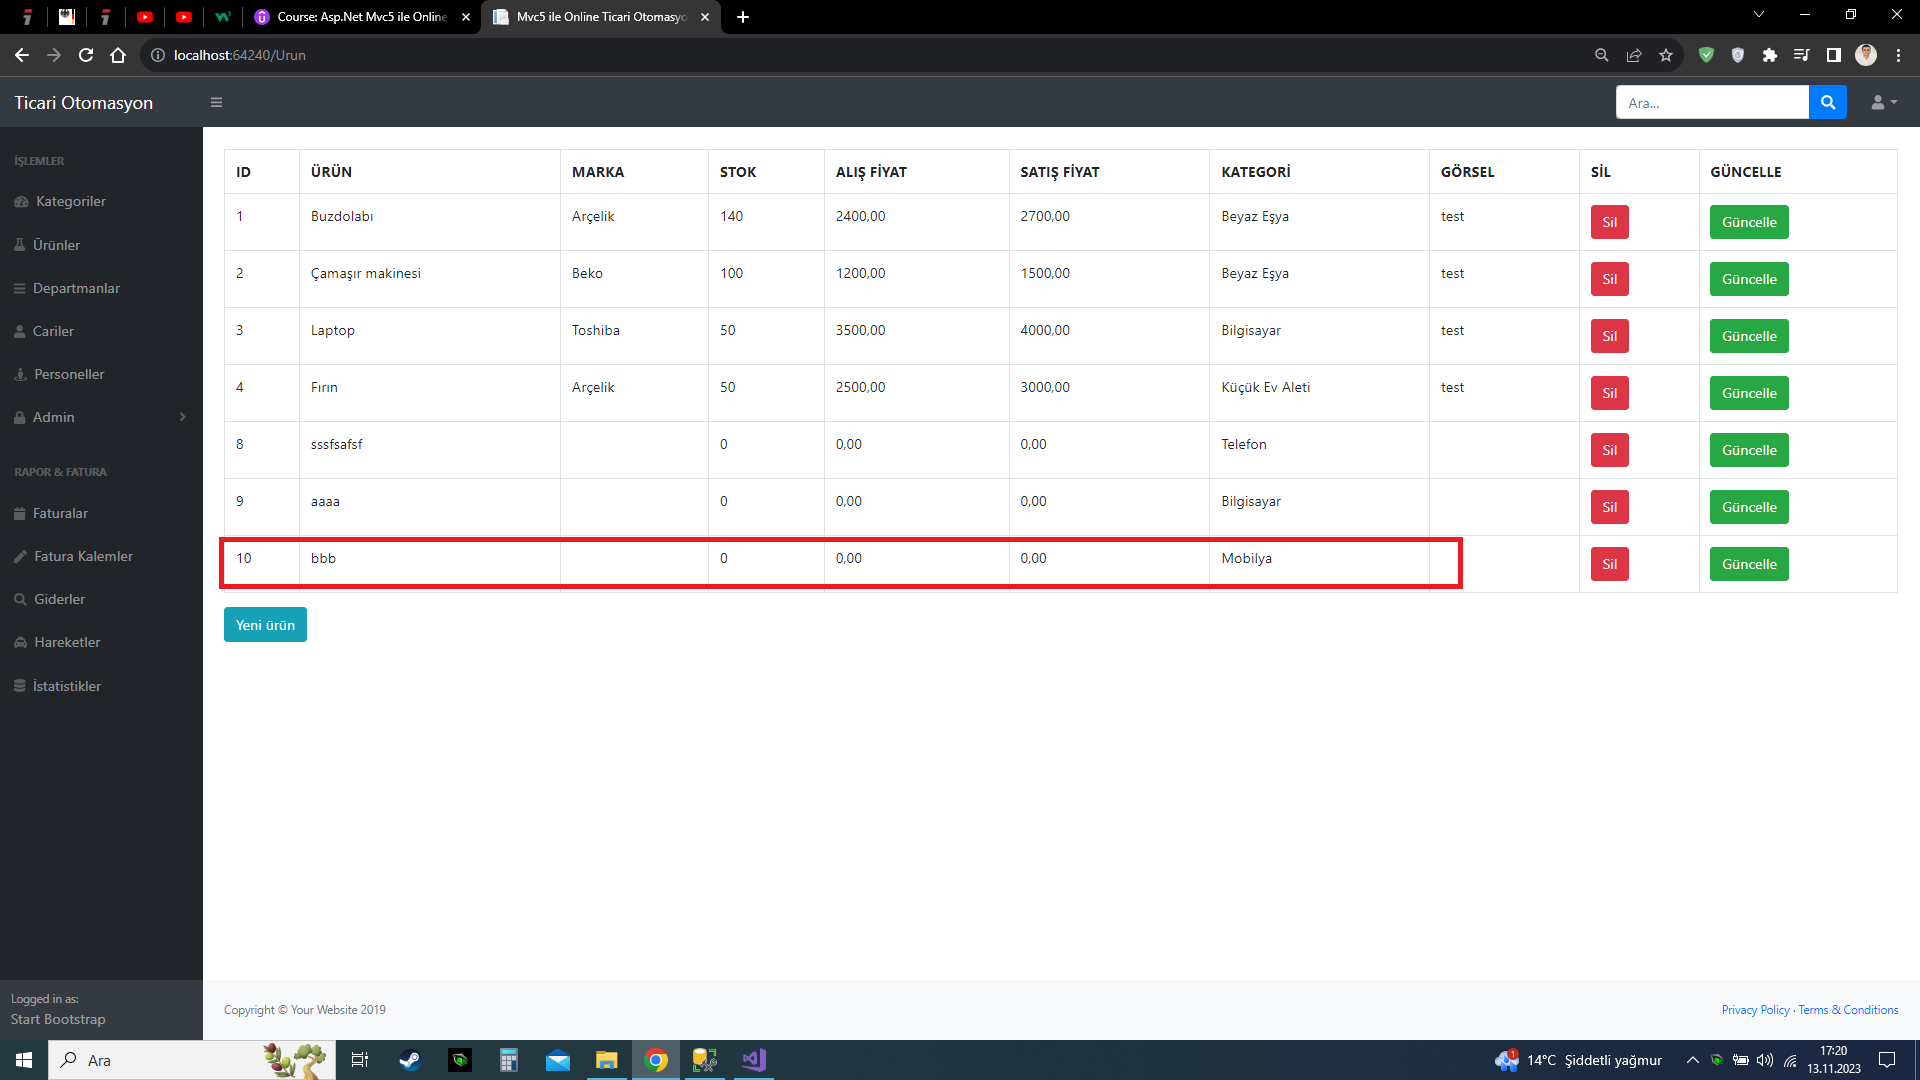 Course: Asp.Net Mvc5 ile Online
Mvc5 ile Online Ticari Otomasyo
localhost:64240/Urun
Ticari Otomasyon
Ara...
İŞLEMLER
Kategoriler
Ürünler
Departmanlar
Cariler
Personeller
Admin
RAPOR & FATURA
Faturalar
Fatura Kalemler
Giderler
Hareketler
İstatistikler
Logged in as:
Start Bootstrap
ID ÜRÜN MARKA STOK ALIŞ FİYAT SATIŞ FİYAT KATEGORİ GÖRSEL SİL GÜNCELLE
1 Buzdolabı Arçelik 140 2400,00 2700,00 Beyaz Eşya test Sil Güncelle
2 Çamaşır makinesi Beko 100 1200,00 1500,00 Beyaz Eşya test Sil Güncelle
3 Laptop Toshiba 50 3500,00 4000,00 Bilgisayar test Sil Güncelle
4 Fırın Arçelik 50 2500,00 3000,00 Küçük Ev Aleti test Sil Güncelle
8 sssfsafsf 0 0,00 0,00 Telefon Sil Güncelle
9 aaaa 0 0,00 0,00 Bilgisayar Sil Güncelle
10 bbb 0 0,00 0,00 Mobilya Sil Güncelle
Yeni ürün
Copyright © Your Website 2019
Privacy Policy · Terms & Conditions
Ara
1
14°C Şiddetli yağmur
17:20
13.11.2023